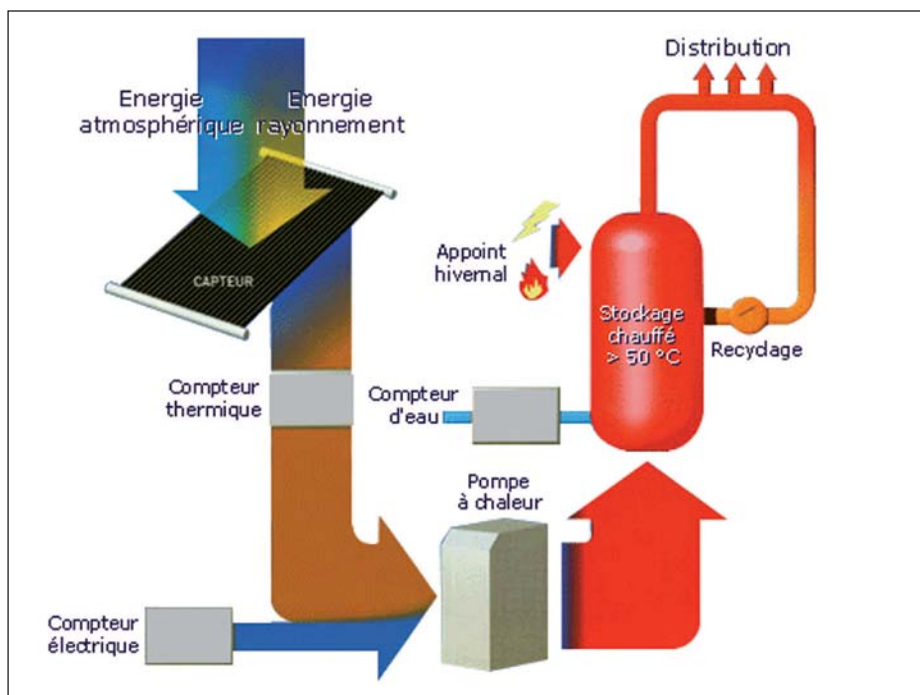 Distribution
Energie
atmosphérique
Energie
rayonnement
CAPTEUR
Appoint
hivernal
Stockage
chauffé
> 50 °C
Recyclage
Compteur
thermique
Compteur
d'eau
Pompe
à chaleur
Compteur
électrique